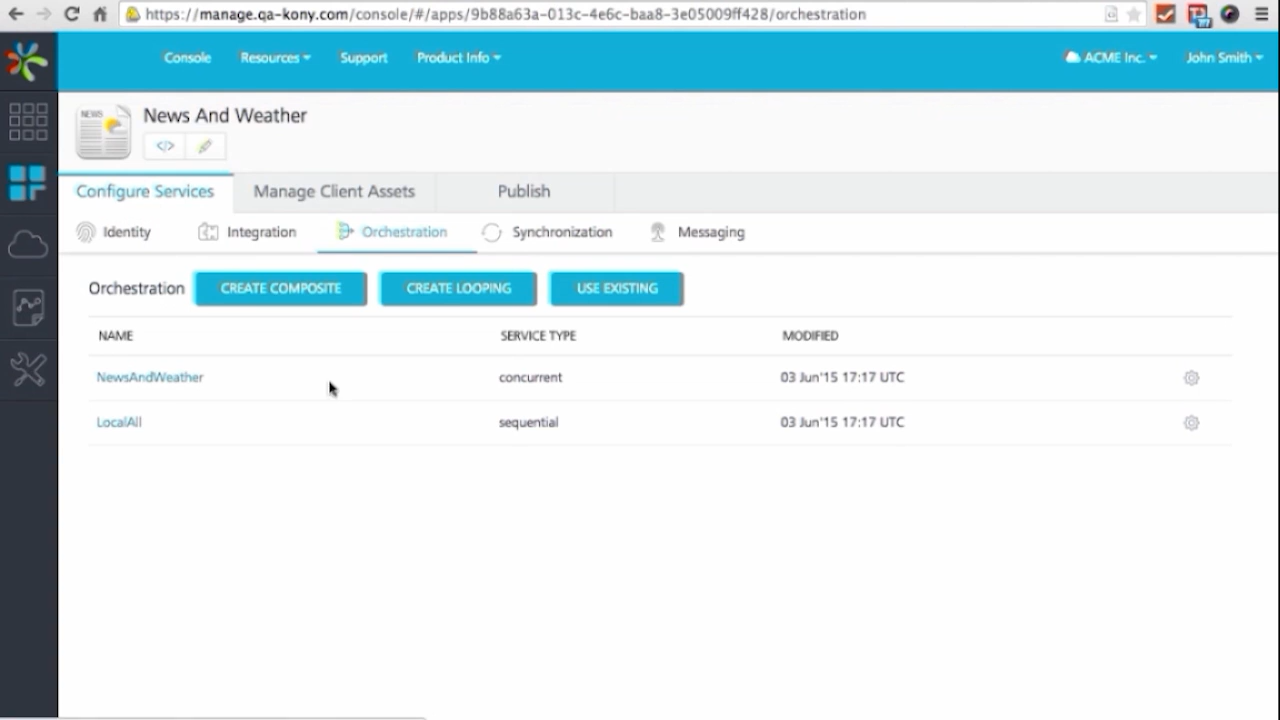 https://manage.qa-kony.com/console/#/apps/9b88a63a-013c-4e6c-baa8-3e05009ff428/orchestration
Console Resources Support Product Info ACME Inc. John Smith
NEWS
News And Weather
</>
Configure Services Manage Client Assets Publish
Identity Integration Orchestration Synchronization Messaging
Orchestration CREATE COMPOSITE CREATE LOOPING USE EXISTING
NAME SERVICE TYPE MODIFIED
NewsAndWeather concurrent 03 Jun'15 17:17 UTC
LocalAll sequential 03 Jun'15 17:17 UTC